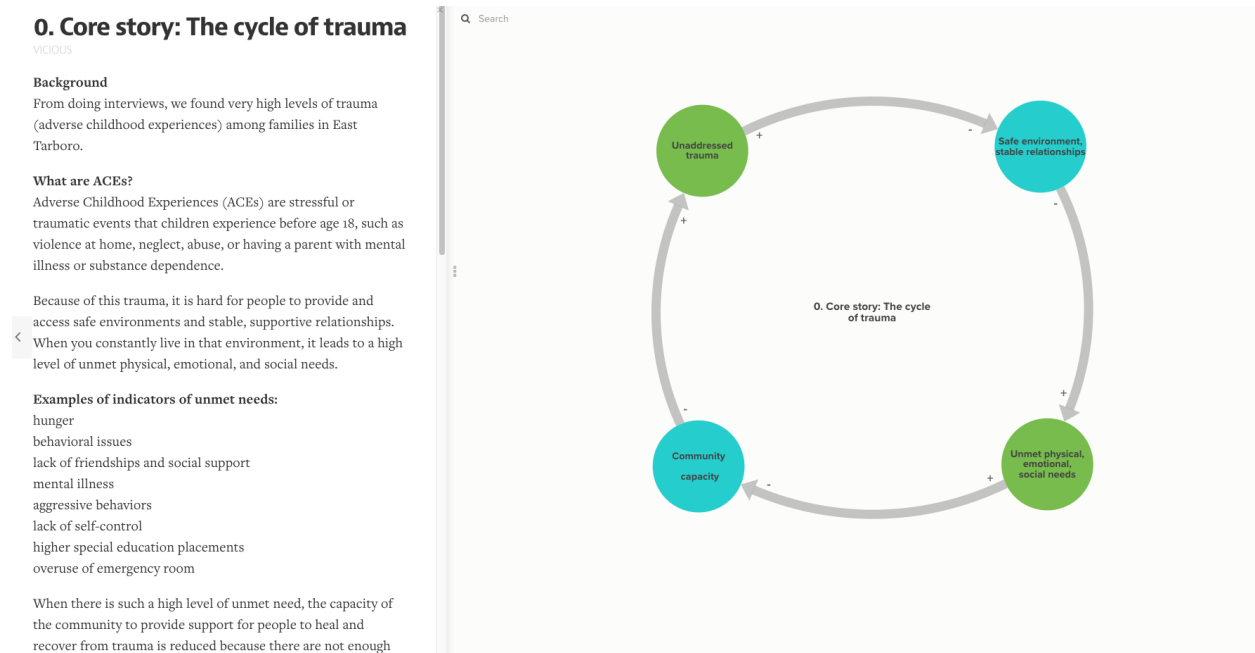 0. Core story: The cycle of trauma
VICIOUS
Background
From doing interviews, we found very high levels of trauma
(adverse childhood experiences) among families in East
Tarboro.
What are ACEs?
Adverse Childhood Experiences (ACEs) are stressful or
traumatic events that children experience before age 18, such as
violence at home, neglect, abuse, or having a parent with mental
illness or substance dependence.
Because of this trauma, it is hard for people to provide and
access safe environments and stable, supportive relationships.
When you constantly live in that environment, it leads to a high
level of unmet physical, emotional, and social needs.
Examples of indicators of unmet needs:
hunger
behavioral issues
lack of friendships and social support
mental illness
aggressive behaviors
lack of self-control
higher special education placements
overuse of emergency room
When there is such a high level of unmet need, the capacity of
the community to provide support for people to heal and
recover from trauma is reduced because there are not enough
Search
Unaddressed
trauma
+
-
Safe environment,
stable relationships
-
+
Unmet physical,
emotional,
social needs
+
-
Community
capacity
-
+
0. Core story: The cycle
of trauma